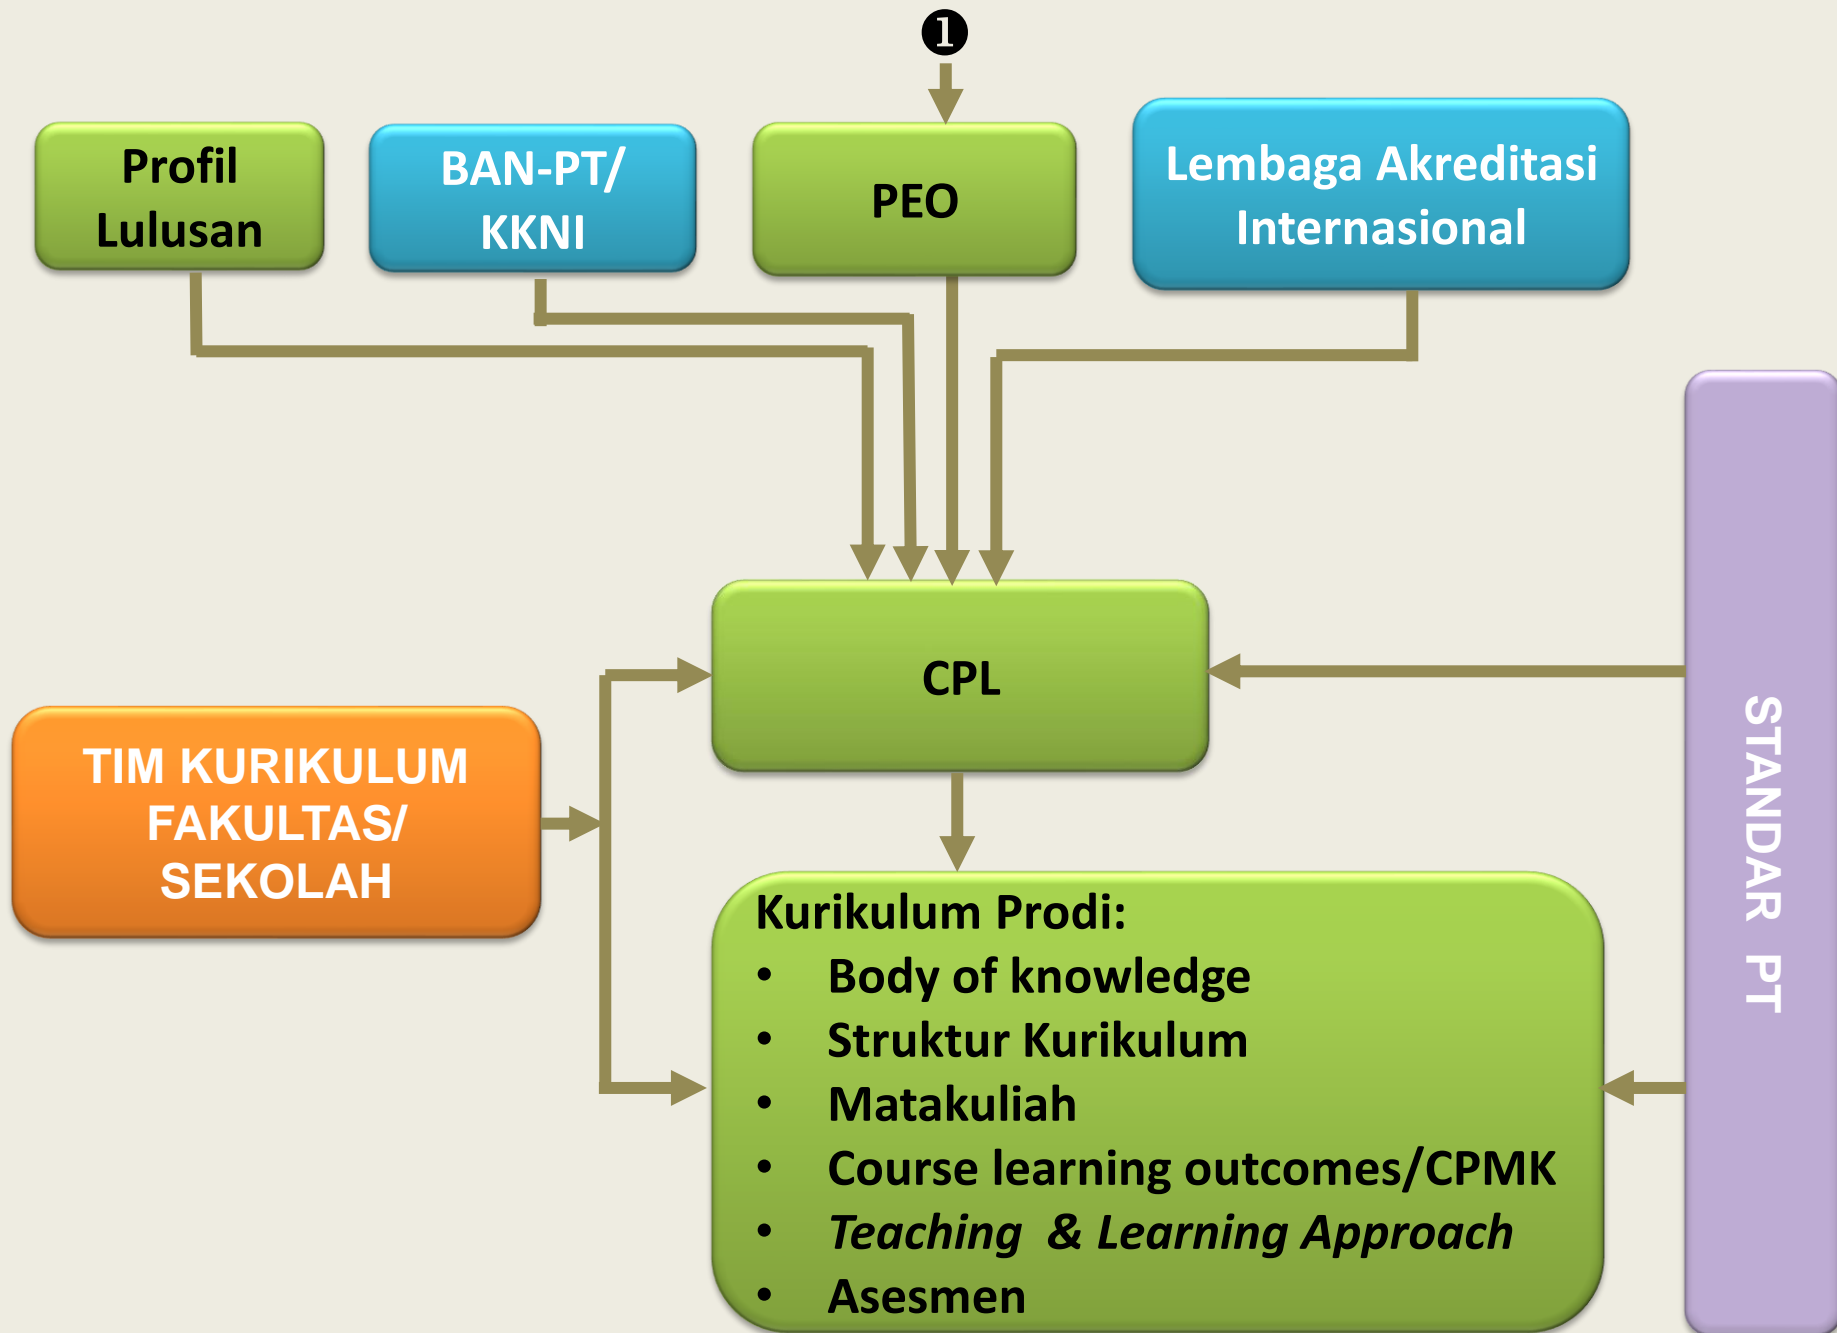 ❶
Profil
Lulusan
BAN-PT/
KKNI
PEO
Lembaga Akreditasi
Internasional
CPL
TIM KURIKULUM
FAKULTAS/
SEKOLAH
STANDAR PT
Kurikulum Prodi:
• Body of knowledge
• Struktur Kurikulum
• Matakuliah
• Course learning outcomes/CPMK
• Teaching & Learning Approach
• Asesmen